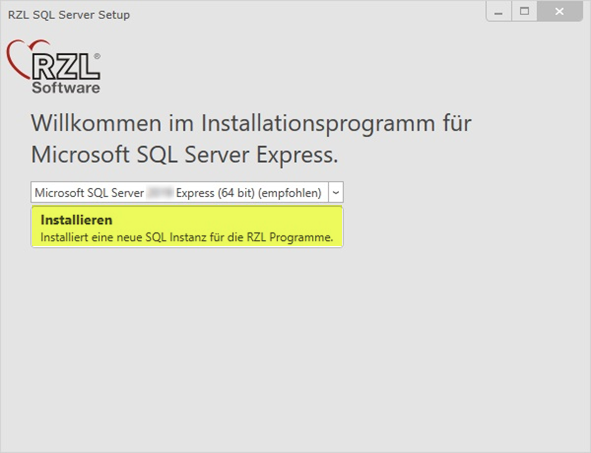 RZL SQL Server Setup
RZL®
Software
Willkommen im Installationsprogramm für
Microsoft SQL Server Express.
Microsoft SQL Server Express (64 bit) (empfohlen)
Installieren
Installiert eine neue SQL Instanz für die RZL Programme.